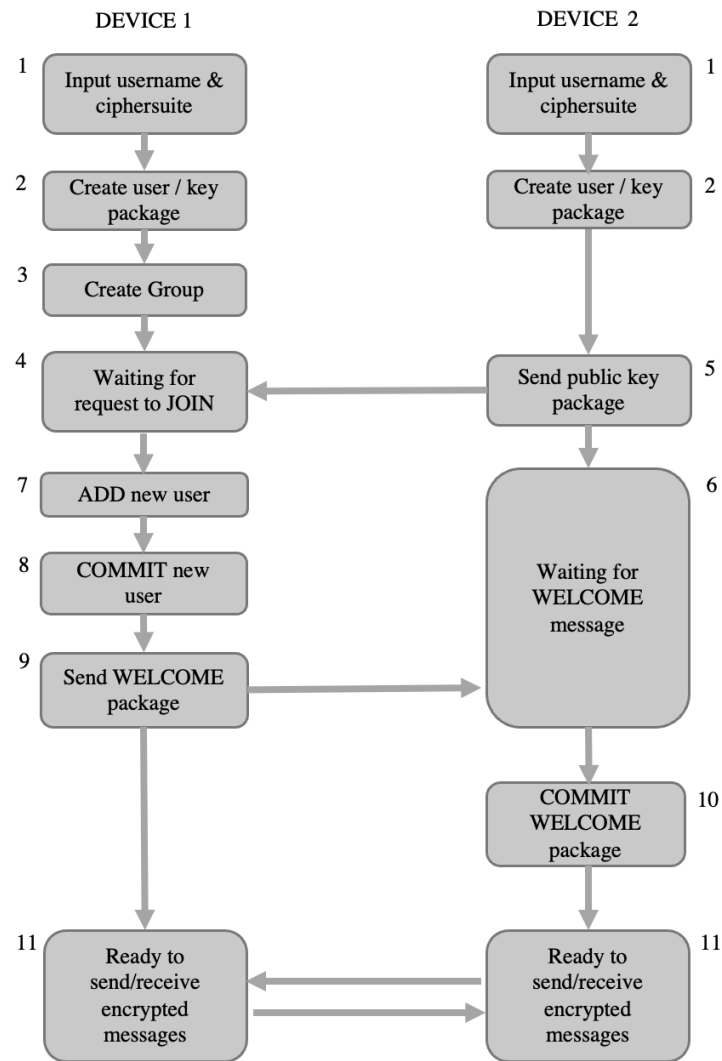 DEVICE 1
DEVICE 2
1
Input username &
ciphersuite
1
Input username &
ciphersuite
2
Create user / key
package
2
Create user / key
package
3
Create Group
4
Waiting for
request to JOIN
5
Send public key
package
7
ADD new user
6
Waiting for
WELCOME
message
8
COMMIT new
user
9
Send WELCOME
package
10
COMMIT
WELCOME
package
11
Ready to
send/receive
encrypted
messages
11
Ready to
send/receive
encrypted
messages